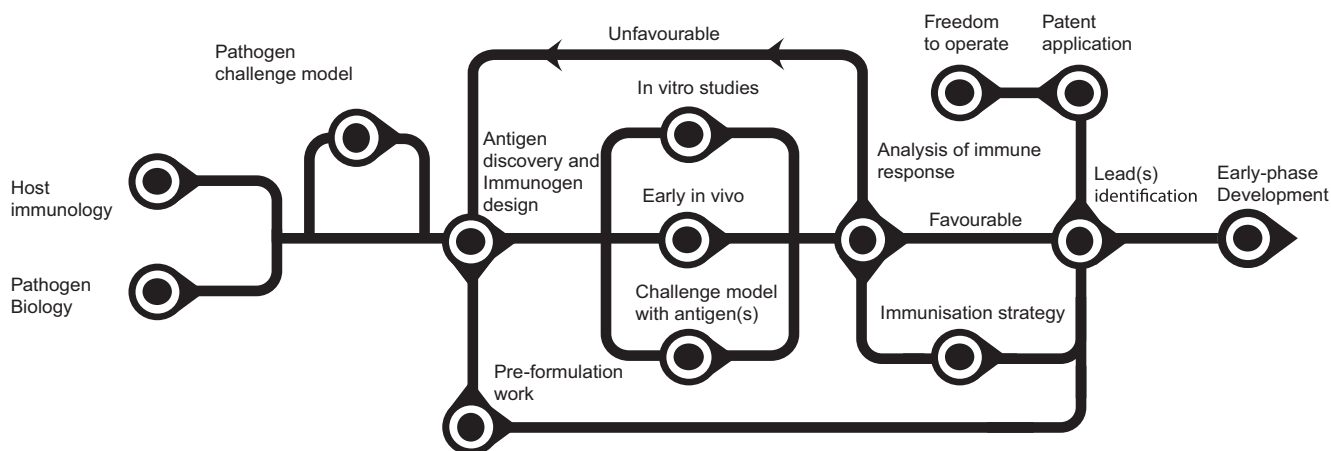 Pathogen
challenge model
Host
immunology
Pathogen
Biology
Unfavourable
Antigen
discovery and
Immunogen
design
In vitro studies
Early in vivo
Challenge model
with antigen(s)
Pre-formulation
work
Analysis of immune
response
Favourable
Immunisation strategy
Freedom
to operate
Patent
application
Lead(s)
identification
Early-phase
Development